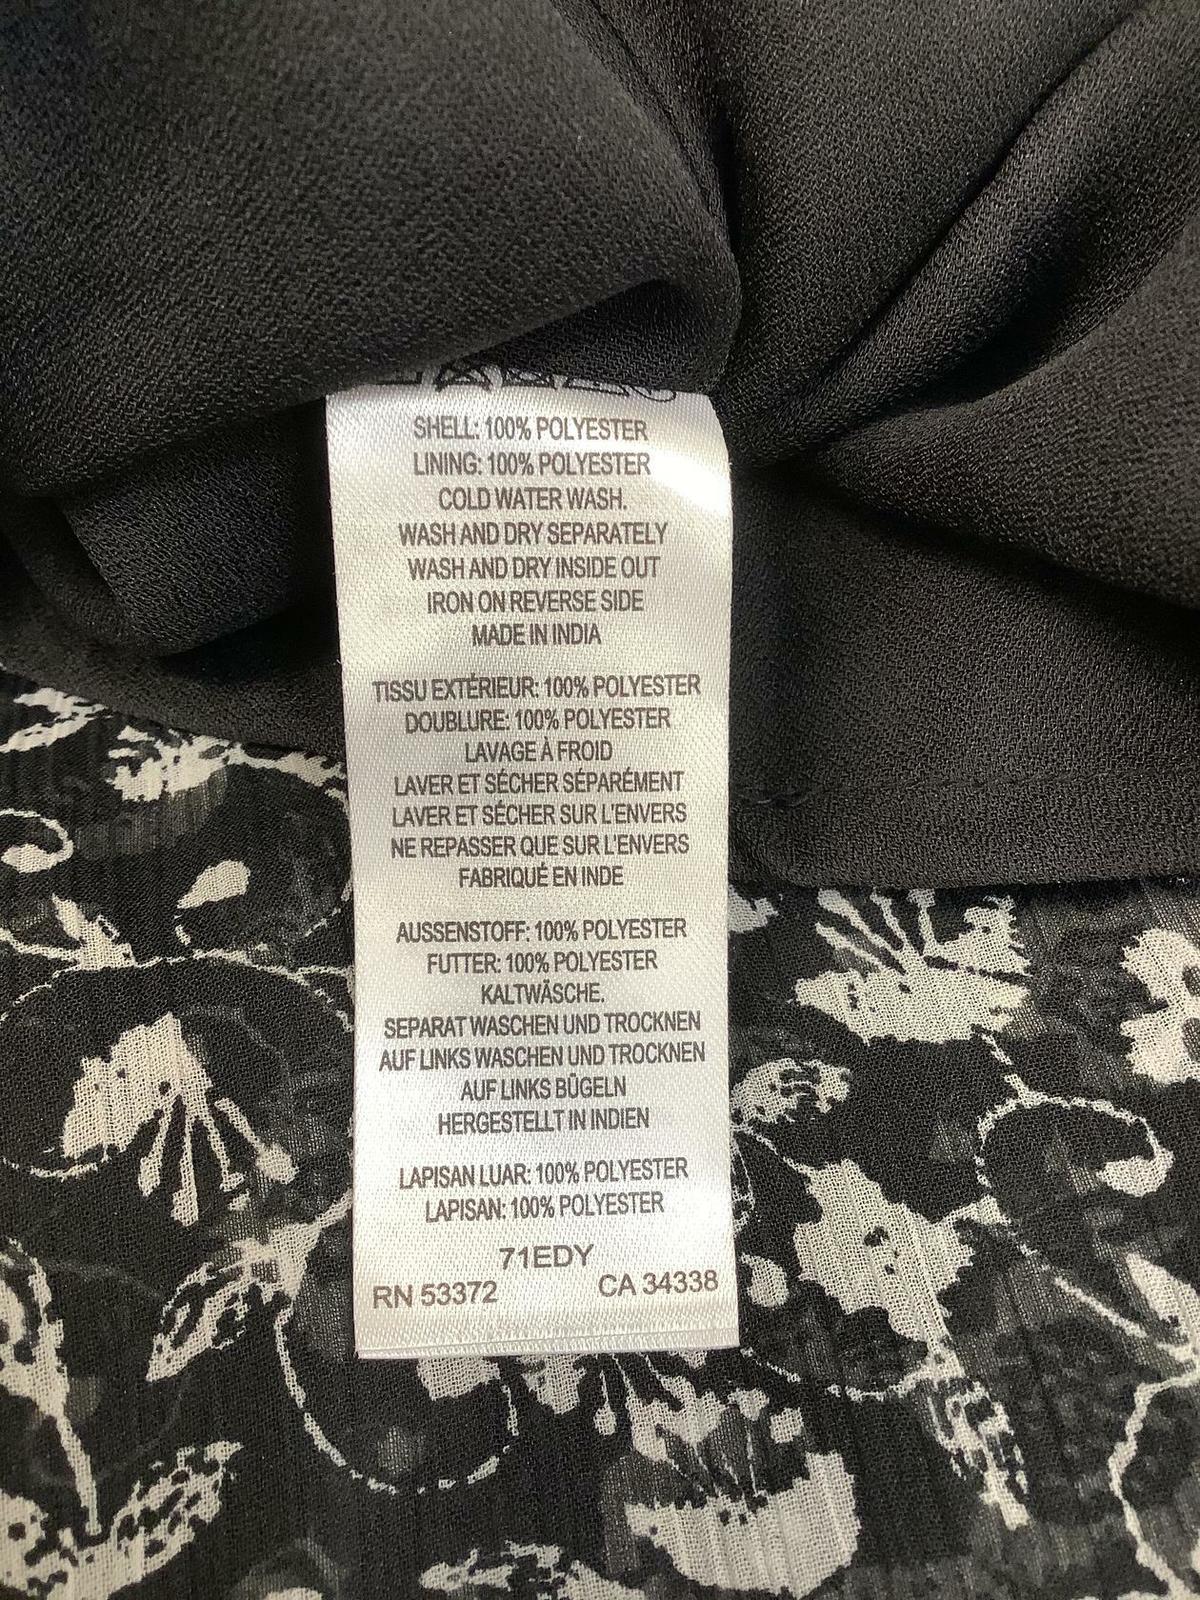 SHELL: 100% POLYESTER
LINING: 100% POLYESTER
COLD WATER WASH.
WASH AND DRY SEPARATELY
WASH AND DRY INSIDE OUT
IRON ON REVERSE SIDE
MADE IN INDIA
TISSU EXTÉRIEUR: 100% POLYESTER
DOUBLURE: 100% POLYESTER
LAVAGE À FROID
LAVER ET SÉCHER SÉPARÉMENT
LAVER ET SÉCHER SUR L'ENVERS
NE REPASSER QUE SUR L'ENVERS
FABRIQUÉ EN INDE
AUSSENSTOFF: 100% POLYESTER
FUTTER: 100% POLYESTER
KALTWÄSCHE.
SEPARAT WASCHEN UND TROCKNEN
AUF LINKS WASCHEN UND TROCKNEN
AUF LINKS BÜGELN
HERGESTELLT IN INDIEN
LAPISAN LUAR: 100% POLYESTER
LAPISAN: 100% POLYESTER
71EDY
RN 53372 CA 34338